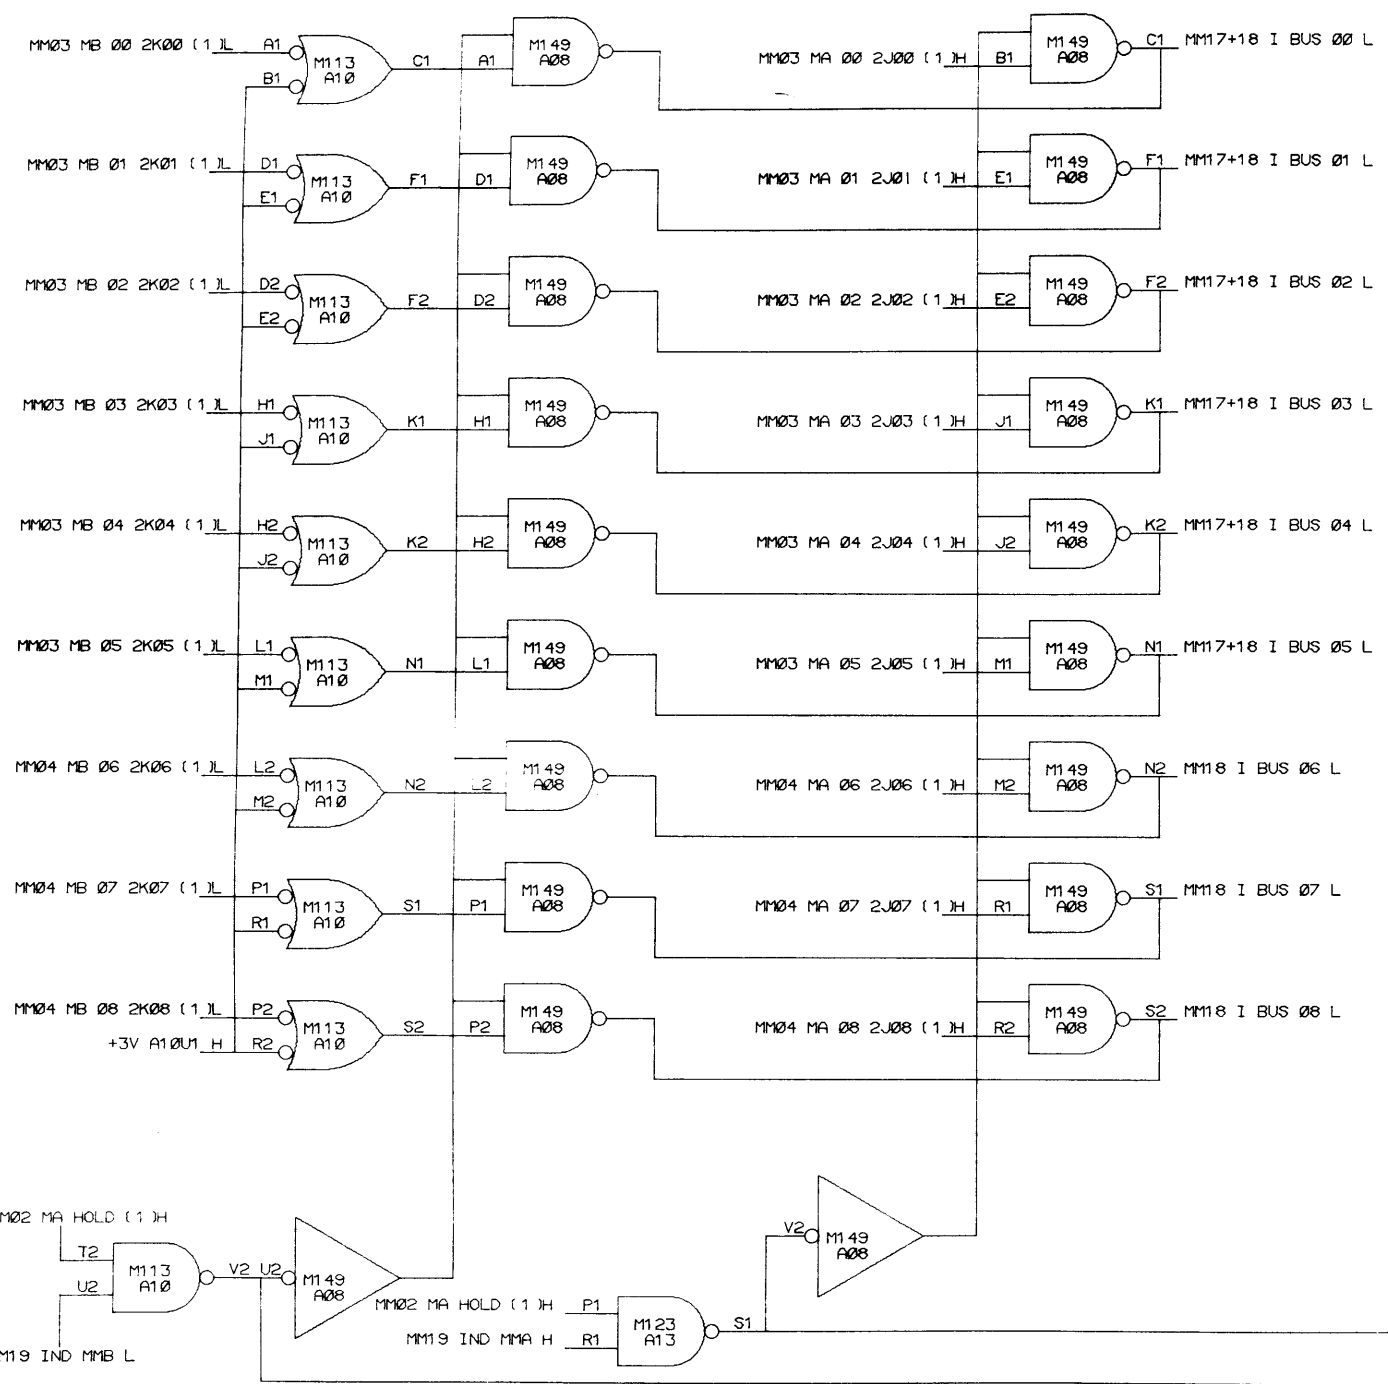 MM03 MB 00 2K00 (1)L A1 M113 A10 C1 A1 M149 A08 MM03 MA 00 2J00 (1)H B1 M149 A08 C1 MM17+18 I BUS 00 L
B1
MM03 MB 01 2K01 (1)L D1 M113 A10 F1 D1 M149 A08 MM03 MA 01 2J01 (1)H E1 M149 A08 F1 MM17+18 I BUS 01 L
E1
MM03 MB 02 2K02 (1)L D2 M113 A10 F2 D2 M149 A08 MM03 MA 02 2J02 (1)H E2 M149 A08 F2 MM17+18 I BUS 02 L
E2
MM03 MB 03 2K03 (1)L H1 M113 A10 K1 H1 M149 A08 MM03 MA 03 2J03 (1)H J1 M149 A08 K1 MM17+18 I BUS 03 L
J1
MM03 MB 04 2K04 (1)L H2 M113 A10 K2 H2 M149 A08 MM03 MA 04 2J04 (1)H J2 M149 A08 K2 MM17+18 I BUS 04 L
J2
MM03 MB 05 2K05 (1)L L1 M113 A10 N1 L1 M149 A08 MM03 MA 05 2J05 (1)H M1 M149 A08 N1 MM17+18 I BUS 05 L
M1
MM04 MB 06 2K06 (1)L L2 M113 A10 N2 L2 M149 A08 MM04 MA 06 2J06 (1)H M2 M149 A08 N2 MM18 I BUS 06 L
M2
MM04 MB 07 2K07 (1)L P1 M113 A10 S1 P1 M149 A08 MM04 MA 07 2J07 (1)H R1 M149 A08 S1 MM18 I BUS 07 L
R1
MM04 MB 08 2K08 (1)L P2 M113 A10 S2 P2 M149 A08 MM04 MA 08 2J08 (1)H R2 M149 A08 S2 MM18 I BUS 08 L
+3V A10U1 H R2
M02 MA HOLD (1)H
T2 M113 A10 V2 U2 M149 A08 V2 M149 A08
U2
MM02 MA HOLD (1)H P1 M123 A13 S1
MM19 IND MMA H R1
M19 IND MMB L